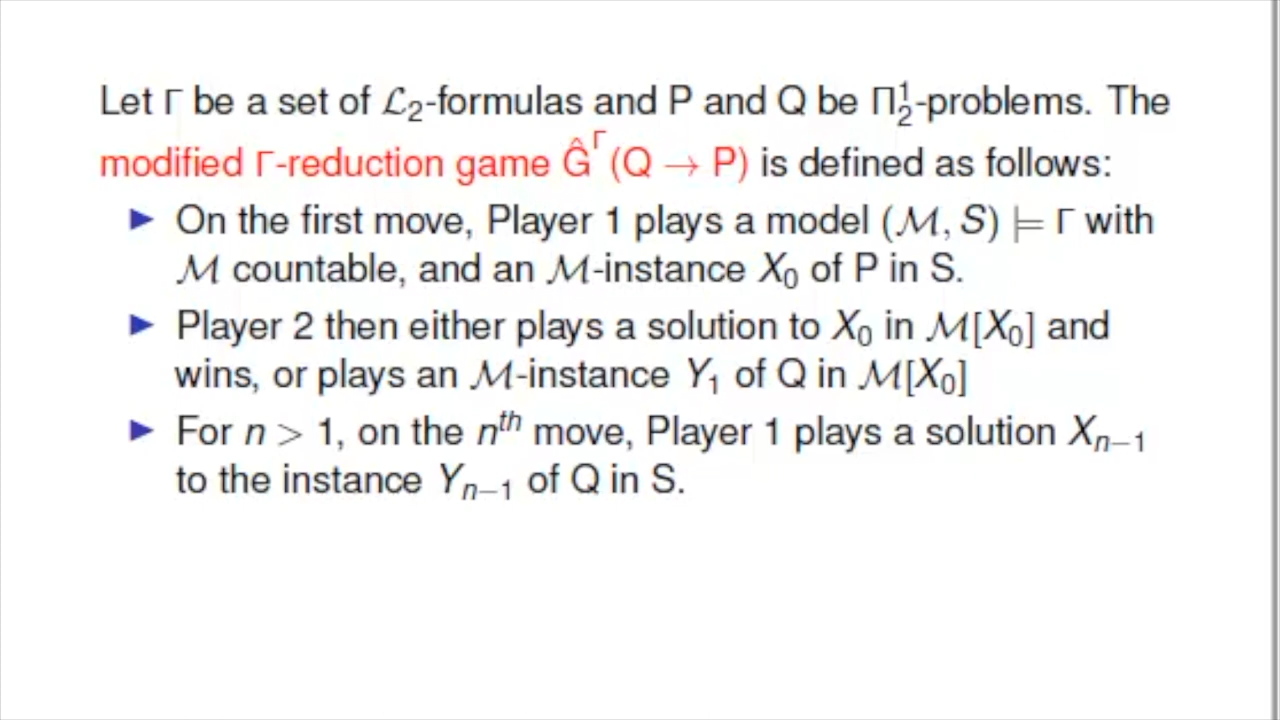 Let Γ be a set of ℒ₂-formulas and P and Q be Π¹₂-problems. The
modified Γ-reduction game Ĝ^Γ(Q → P) is defined as follows:
▶ On the first move, Player 1 plays a model (ℳ, S) ⊨ Γ with
ℳ countable, and an ℳ-instance X₀ of P in S.
▶ Player 2 then either plays a solution to X₀ in ℳ[X₀] and
wins, or plays an ℳ-instance Y₁ of Q in ℳ[X₀]
▶ For n > 1, on the nᵗʰ move, Player 1 plays a solution Xₙ₋₁
to the instance Yₙ₋₁ of Q in S.